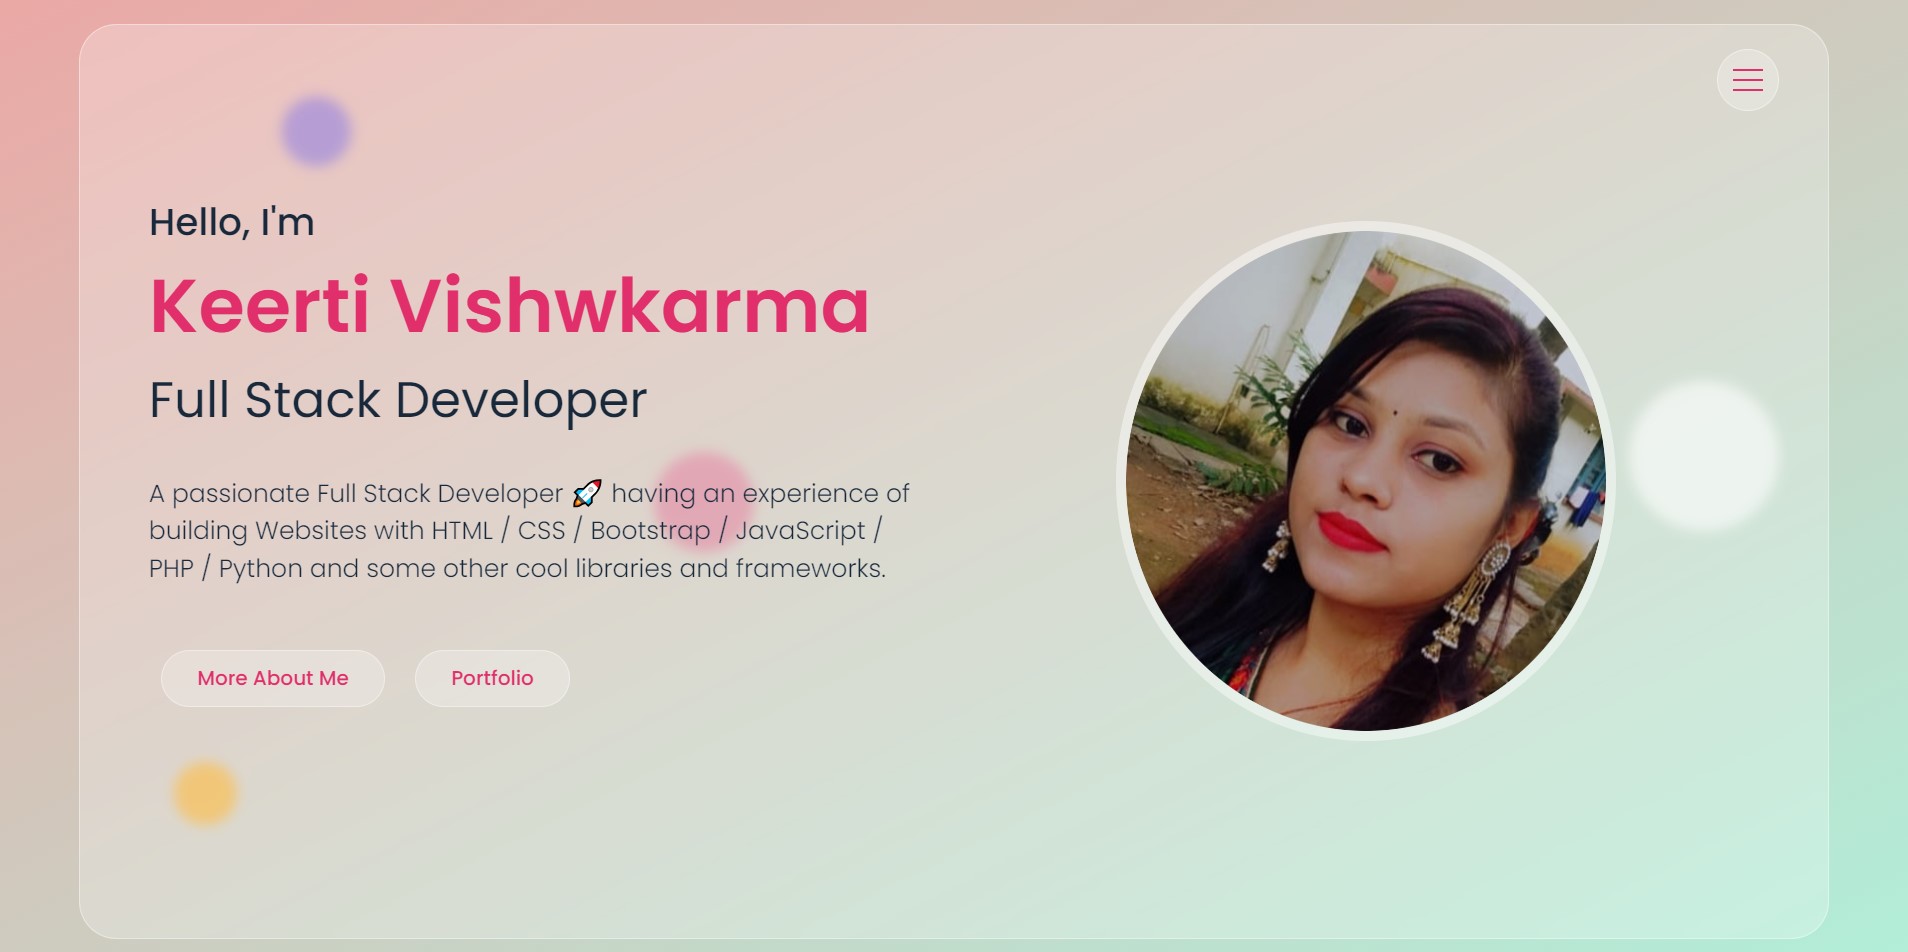 Hello, I'm
Keerti Vishwkarma
Full Stack Developer
A passionate Full Stack Developer 🚀 having an experience of
building Websites with HTML / CSS / Bootstrap / JavaScript /
PHP / Python and some other cool libraries and frameworks.
More About Me
Portfolio